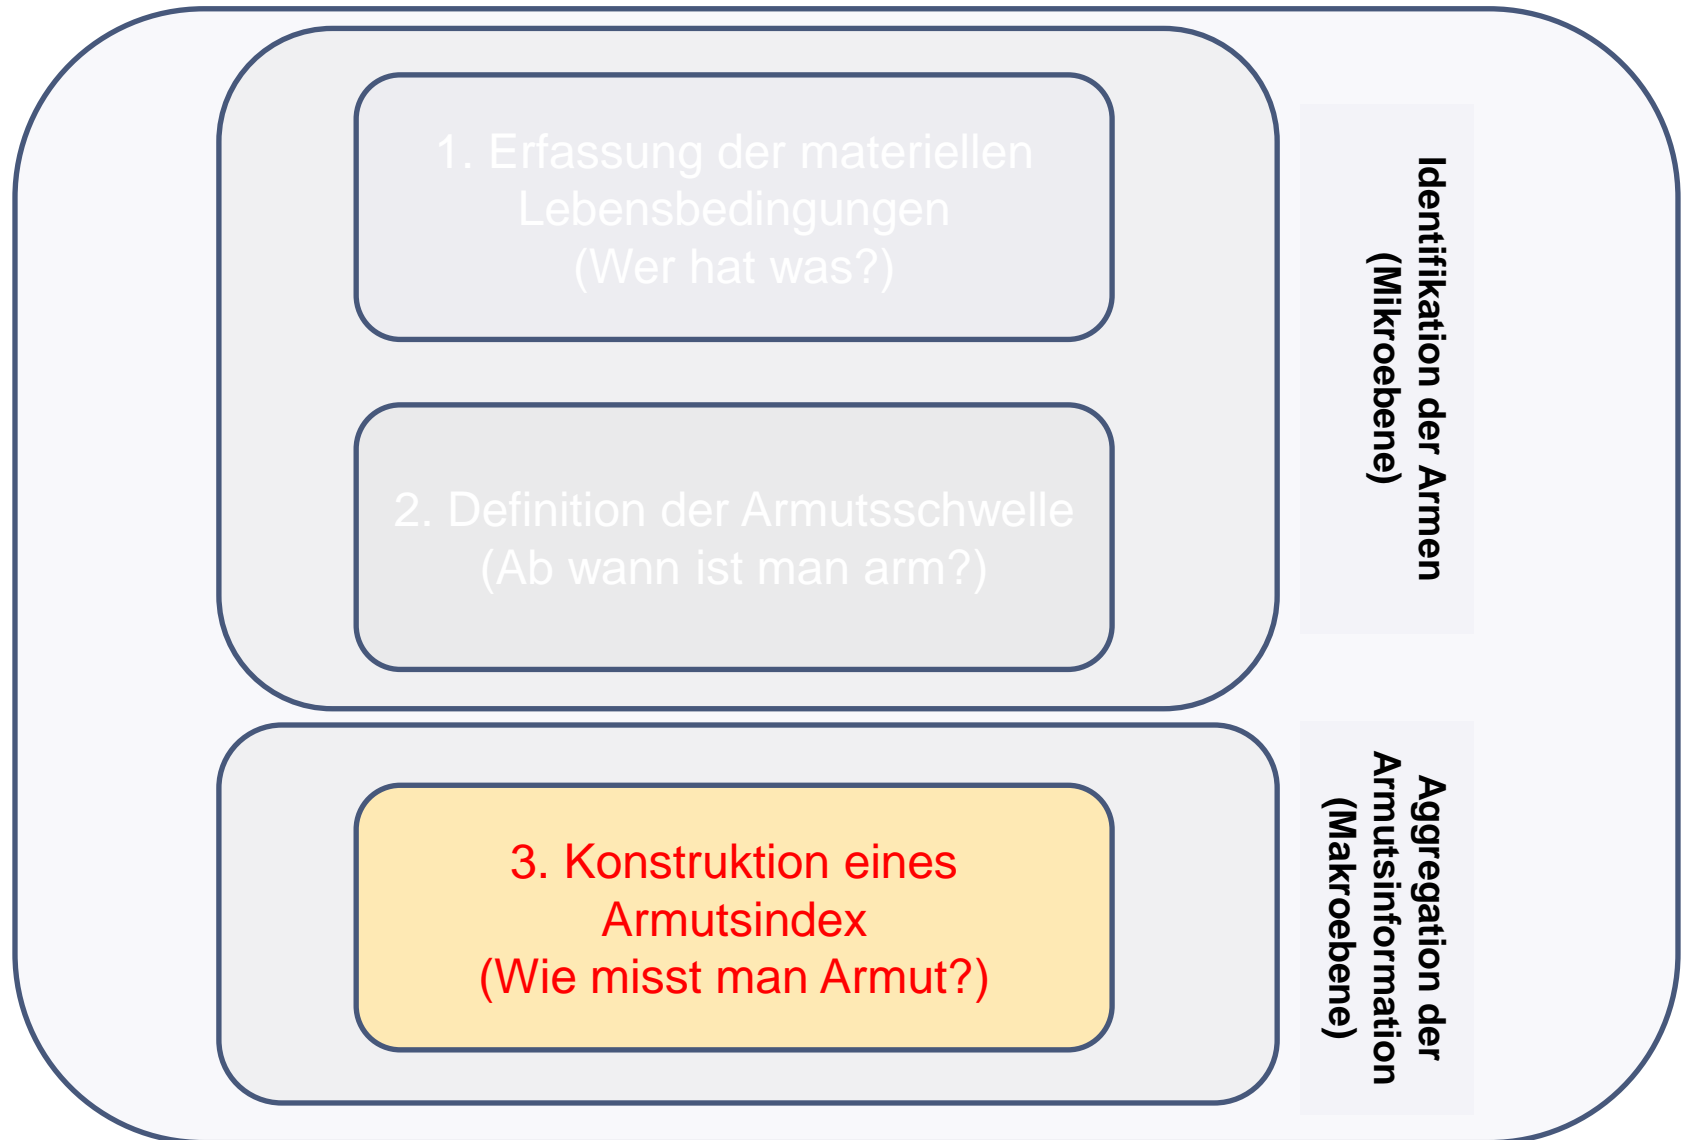 1. Erfassung der materiellen
Lebensbedingungen
(Wer hat was?)
2. Definition der Armutsschwelle
(Ab wann ist man arm?)
Identifikation der Armen
(Mikroebene)
3. Konstruktion eines
Armutsindex
(Wie misst man Armut?)
Aggregation der
Armutsinformation
(Makroebene)